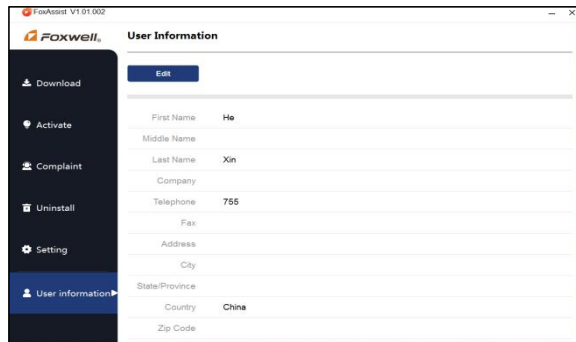 FoxAssist V1.01.002
FOXWELL®
User Information
Edit
Download
Activate
Complaint
Uninstall
Setting
User information
First Name He
Middle Name
Last Name Xin
Company
Telephone 755
Fax
Address
City
State/Province
Country China
Zip Code